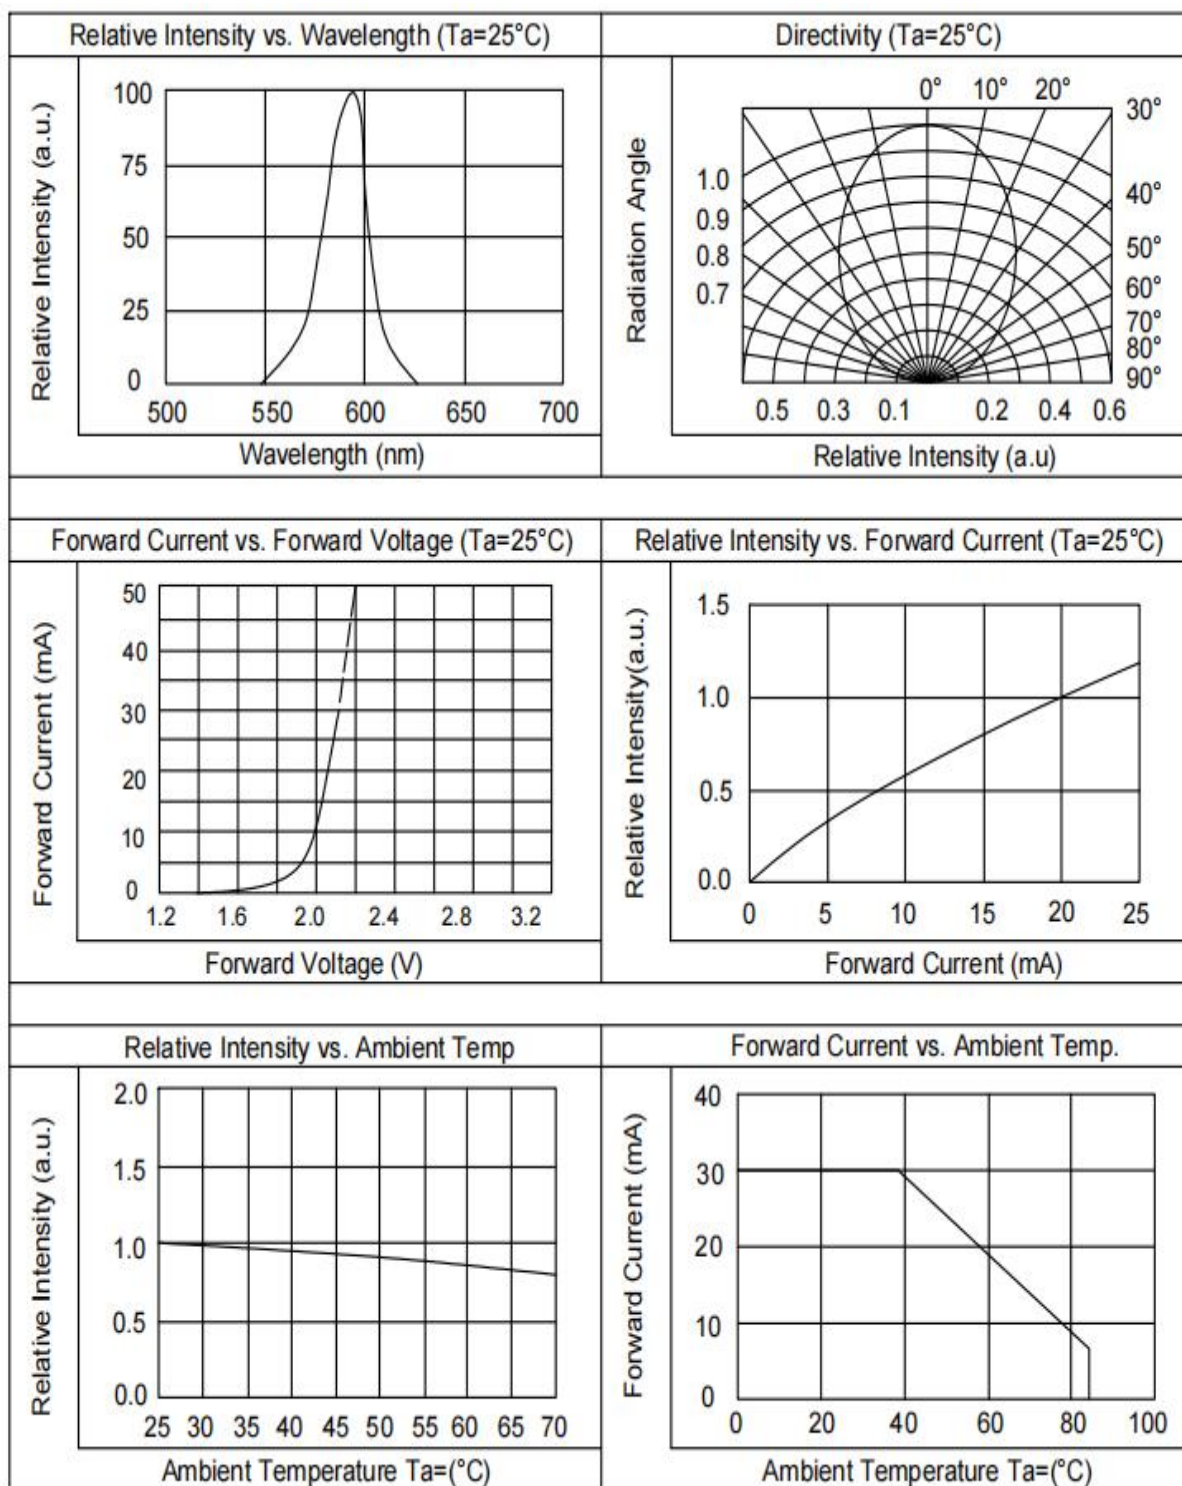 Relative Intensity vs. Wavelength (Ta=25°C)
Relative Intensity (a.u.)
100
75
50
25
0
500 550 600 650 700
Wavelength (nm)
Directivity (Ta=25°C)
Radiation Angle
0° 10° 20° 30°
40°
50°
60°
70°
80°
90°
1.0
0.9
0.8
0.7
0.5 0.3 0.1 0.2 0.4 0.6
Relative Intensity (a.u)
Forward Current vs. Forward Voltage (Ta=25°C)
Forward Current (mA)
50
40
30
20
10
0
1.2 1.6 2.0 2.4 2.8 3.2
Forward Voltage (V)
Relative Intensity vs. Forward Current (Ta=25°C)
Relative Intensity(a.u.)
1.5
1.0
0.5
0.0
0 5 10 15 20 25
Forward Current (mA)
Relative Intensity vs. Ambient Temp
Relative Intensity (a.u.)
2.0
1.5
1.0
0.5
0.0
25 30 35 40 45 50 55 60 65 70
Ambient Temperature Ta=(°C)
Forward Current vs. Ambient Temp.
Forward Current (mA)
40
30
20
10
0
0 20 40 60 80 100
Ambient Temperature Ta=(°C)